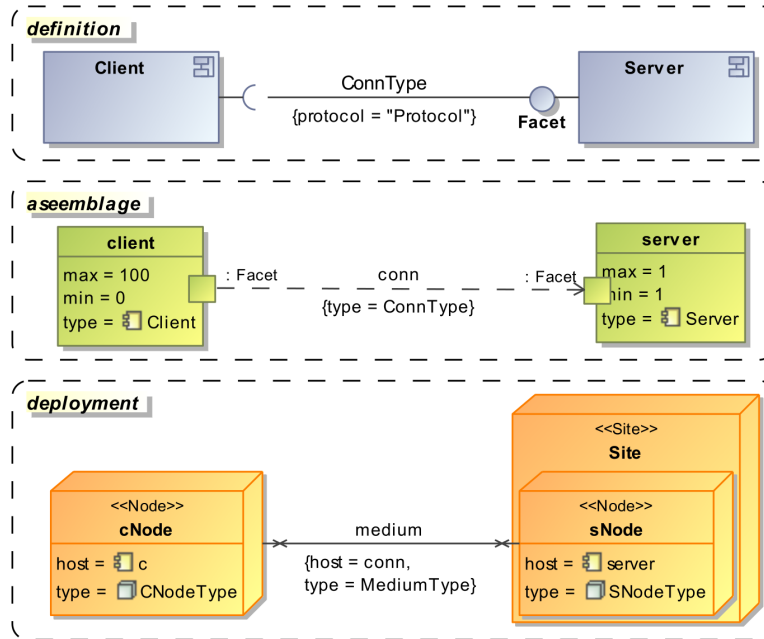 definition
Client
Server
ConnType
{protocol = "Protocol"}
Facet
aseemblage
client
max = 100
min = 0
type = Client
: Facet
conn
{type = ConnType}
: Facet
server
max = 1
min = 1
type = Server
deployment
<<Site>>
Site
<<Node>>
cNode
host = c
type = CNodeType
medium
{host = conn,
type = MediumType}
<<Node>>
sNode
host = server
type = SNodeType